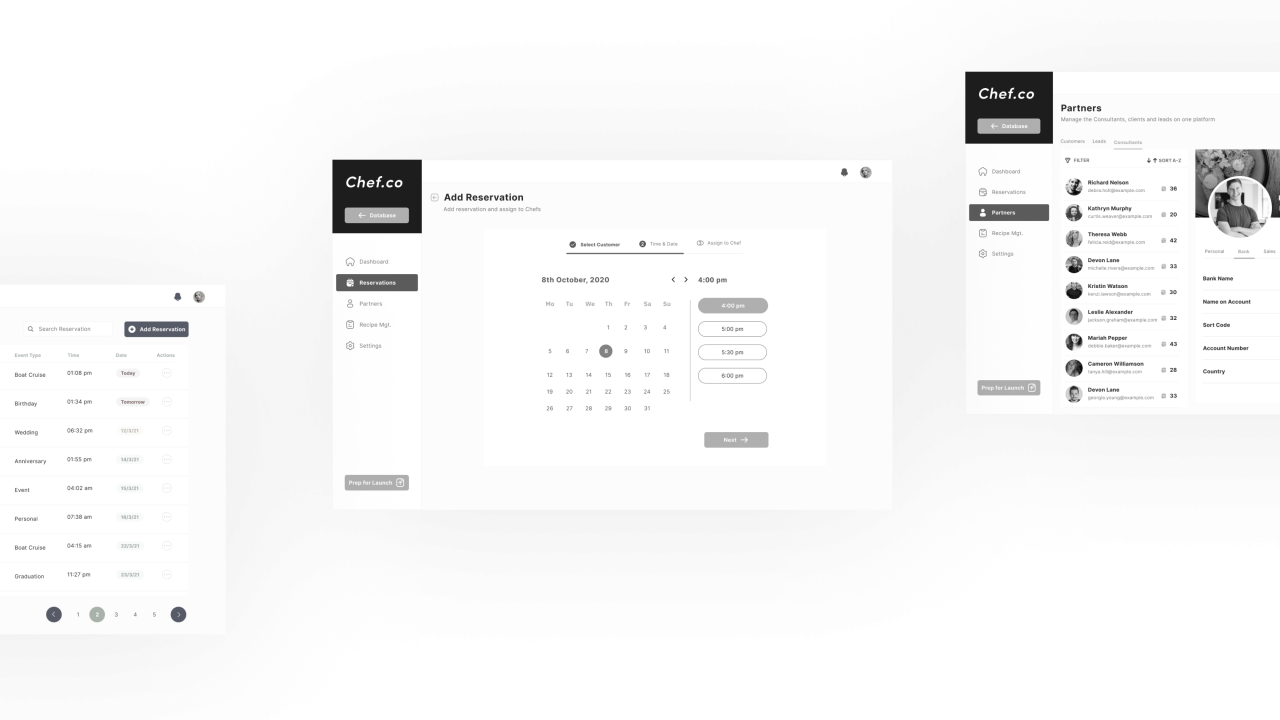 Search Reservation
Add Reservation
Event Type Time Date Actions
Boat Cruise 01:08 pm Today
Birthday 01:34 pm Tomorrow
Wedding 06:32 pm 12/3/21
Anniversary 01:55 pm 14/3/21
Event 04:02 am 15/3/21
Personal 07:38 am 16/3/21
Boat Cruise 04:15 am 22/3/21
Graduation 11:27 pm 23/3/21
1 2 3 4 5
Chef.co
Database
Dashboard
Reservations
Partners
Recipe Mgt.
Settings
Prep for Launch
Add Reservation
Add reservation and assign to Chefs
Select Customer 2 Time & Date Assign to Chef
8th October, 2020
Mo Tu We Th Fr Sa Su
1 2 3 4
5 6 7 8 9 10 11
12 13 14 15 16 17 18
19 20 21 22 23 24 25
26 27 28 29 30 31
4:00 pm
4:00 pm
5:00 pm
5:30 pm
6:00 pm
Next
Chef.co
Database
Dashboard
Reservations
Partners
Recipe Mgt.
Settings
Prep for Launch
Partners
Manage the Consultants, clients and leads on one platform
Customers Leads Consultants
FILTER SORT A-Z
Richard Nelson
debra.holt@example.com
36
Kathryn Murphy
curtis.weaver@example.com
20
Theresa Webb
felicia.reid@example.com
42
Devon Lane
michelle.rivera@example.com
33
Kristin Watson
kenzi.lawson@example.com
30
Leslie Alexander
jackson.graham@example.com
32
Mariah Pepper
debbie.baker@example.com
43
Cameron Williamson
tanya.hill@example.com
28
Devon Lane
georgia.young@example.com
33
Personal Bank Sales
Bank Name
Name on Account
Sort Code
Account Number
Country